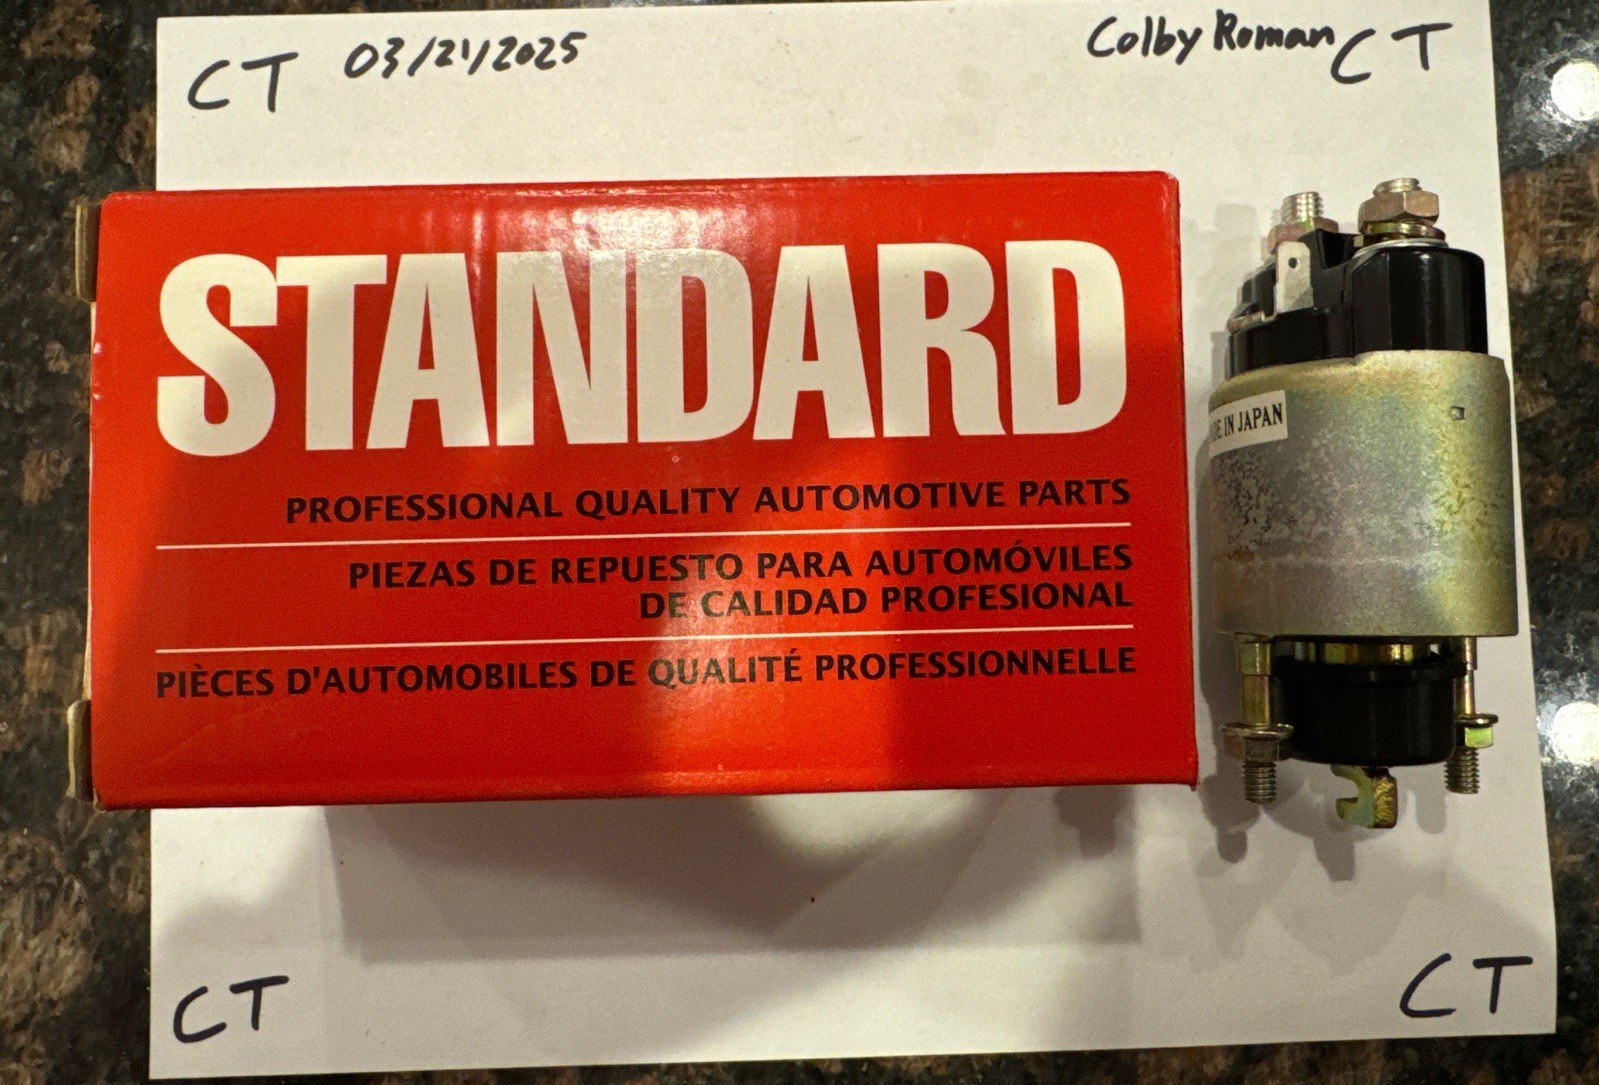 CT 03/21/2025 Colby Roman CT
STANDARD
PROFESSIONAL QUALITY AUTOMOTIVE PARTS
PIEZAS DE REPUESTO PARA AUTOMÓVILES
DE CALIDAD PROFESIONAL
PIÈCES D'AUTOMOBILES DE QUALITÉ PROFESSIONNELLE
DE IN JAPAN
CT CT